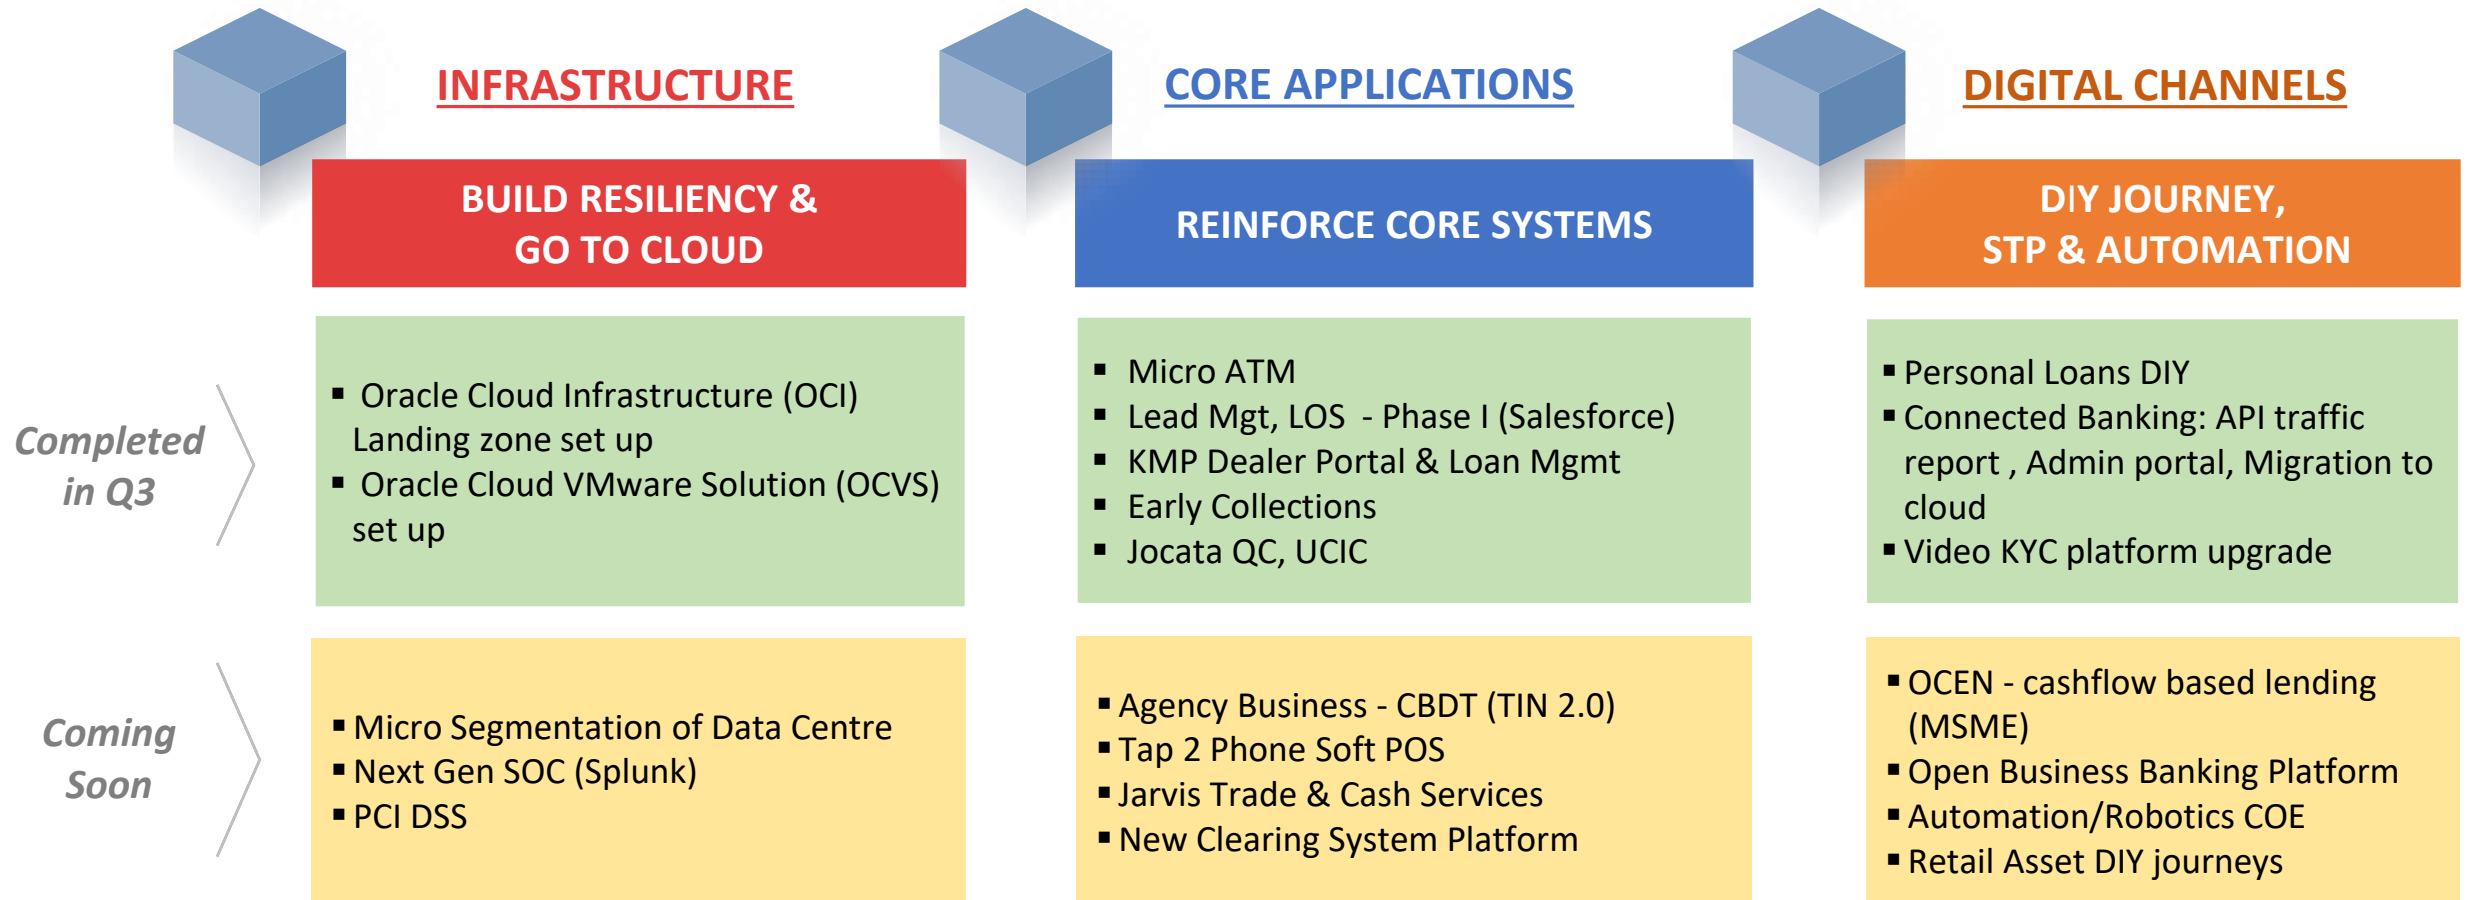 INFRASTRUCTURE
CORE APPLICATIONS
DIGITAL CHANNELS
BUILD RESILIENCY &
GO TO CLOUD
REINFORCE CORE SYSTEMS
DIY JOURNEY,
STP & AUTOMATION
Completed
in Q3
▪ Oracle Cloud Infrastructure (OCI)
Landing zone set up
▪ Oracle Cloud VMware Solution (OCVS)
set up
▪ Micro ATM
▪ Lead Mgt, LOS - Phase I (Salesforce)
▪ KMP Dealer Portal & Loan Mgmt
▪ Early Collections
▪ Jocata QC, UCIC
▪ Personal Loans DIY
▪ Connected Banking: API traffic
report , Admin portal, Migration to
cloud
▪ Video KYC platform upgrade
Coming
Soon
▪ Micro Segmentation of Data Centre
▪ Next Gen SOC (Splunk)
▪ PCI DSS
▪ Agency Business - CBDT (TIN 2.0)
▪ Tap 2 Phone Soft POS
▪ Jarvis Trade & Cash Services
▪ New Clearing System Platform
▪ OCEN - cashflow based lending
(MSME)
▪ Open Business Banking Platform
▪ Automation/Robotics COE
▪ Retail Asset DIY journeys